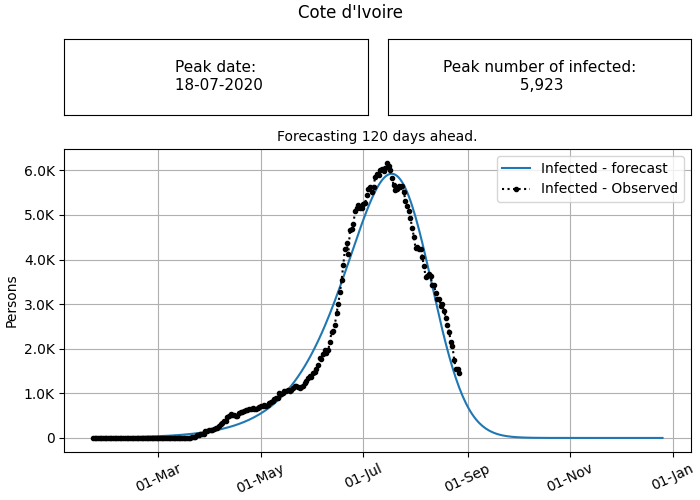 Cote d'Ivoire
Peak date:
18-07-2020
Peak number of infected:
5,923
Forecasting 120 days ahead.
Infected - forecast
Infected - Observed
6.0K
5.0K
4.0K
3.0K
2.0K
1.0K
0
Persons
01-Mar
01-May
01-Jul
01-Sep
01-Nov
01-Jan